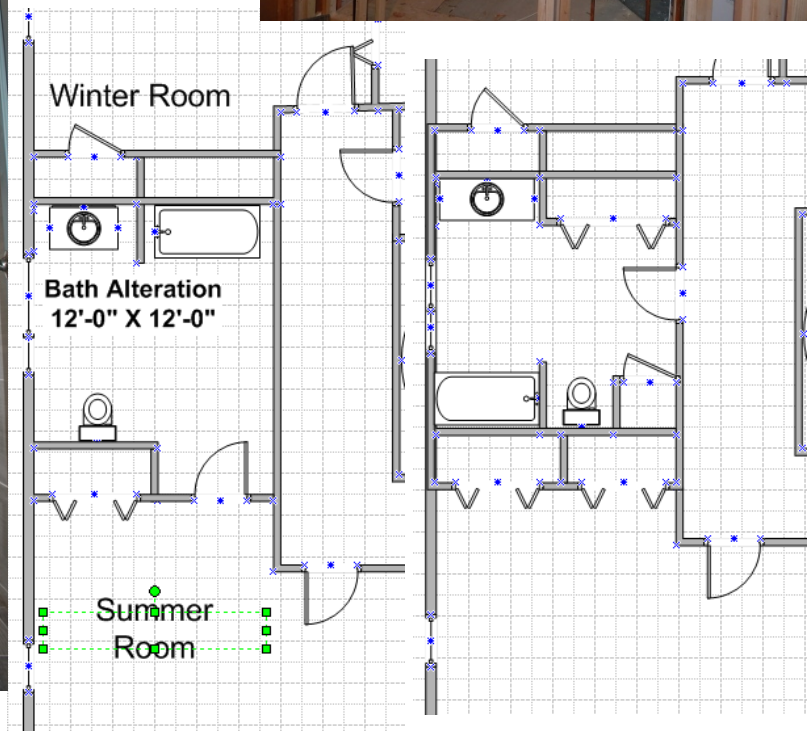 Winter Room
Bath Alteration
12'-0" X 12'-0"
Summer
Room